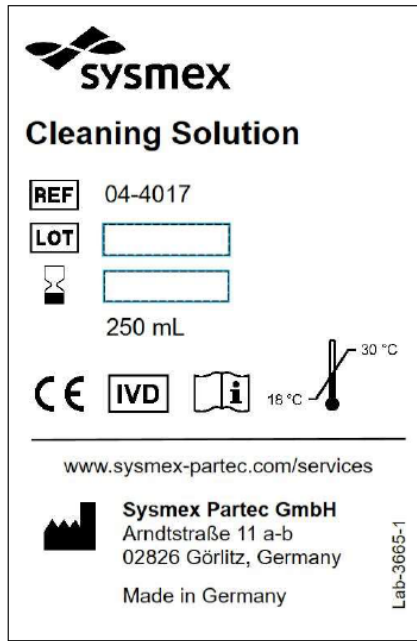 sysmex
Cleaning Solution
REF 04-4017
LOT
250 mL
CE IVD i 18 °C 30 °C
www.sysmex-partec.com/services
Sysmex Partec GmbH
Arndtstraße 11 a-b
02826 Görlitz, Germany
Made in Germany
Lab-3665-1